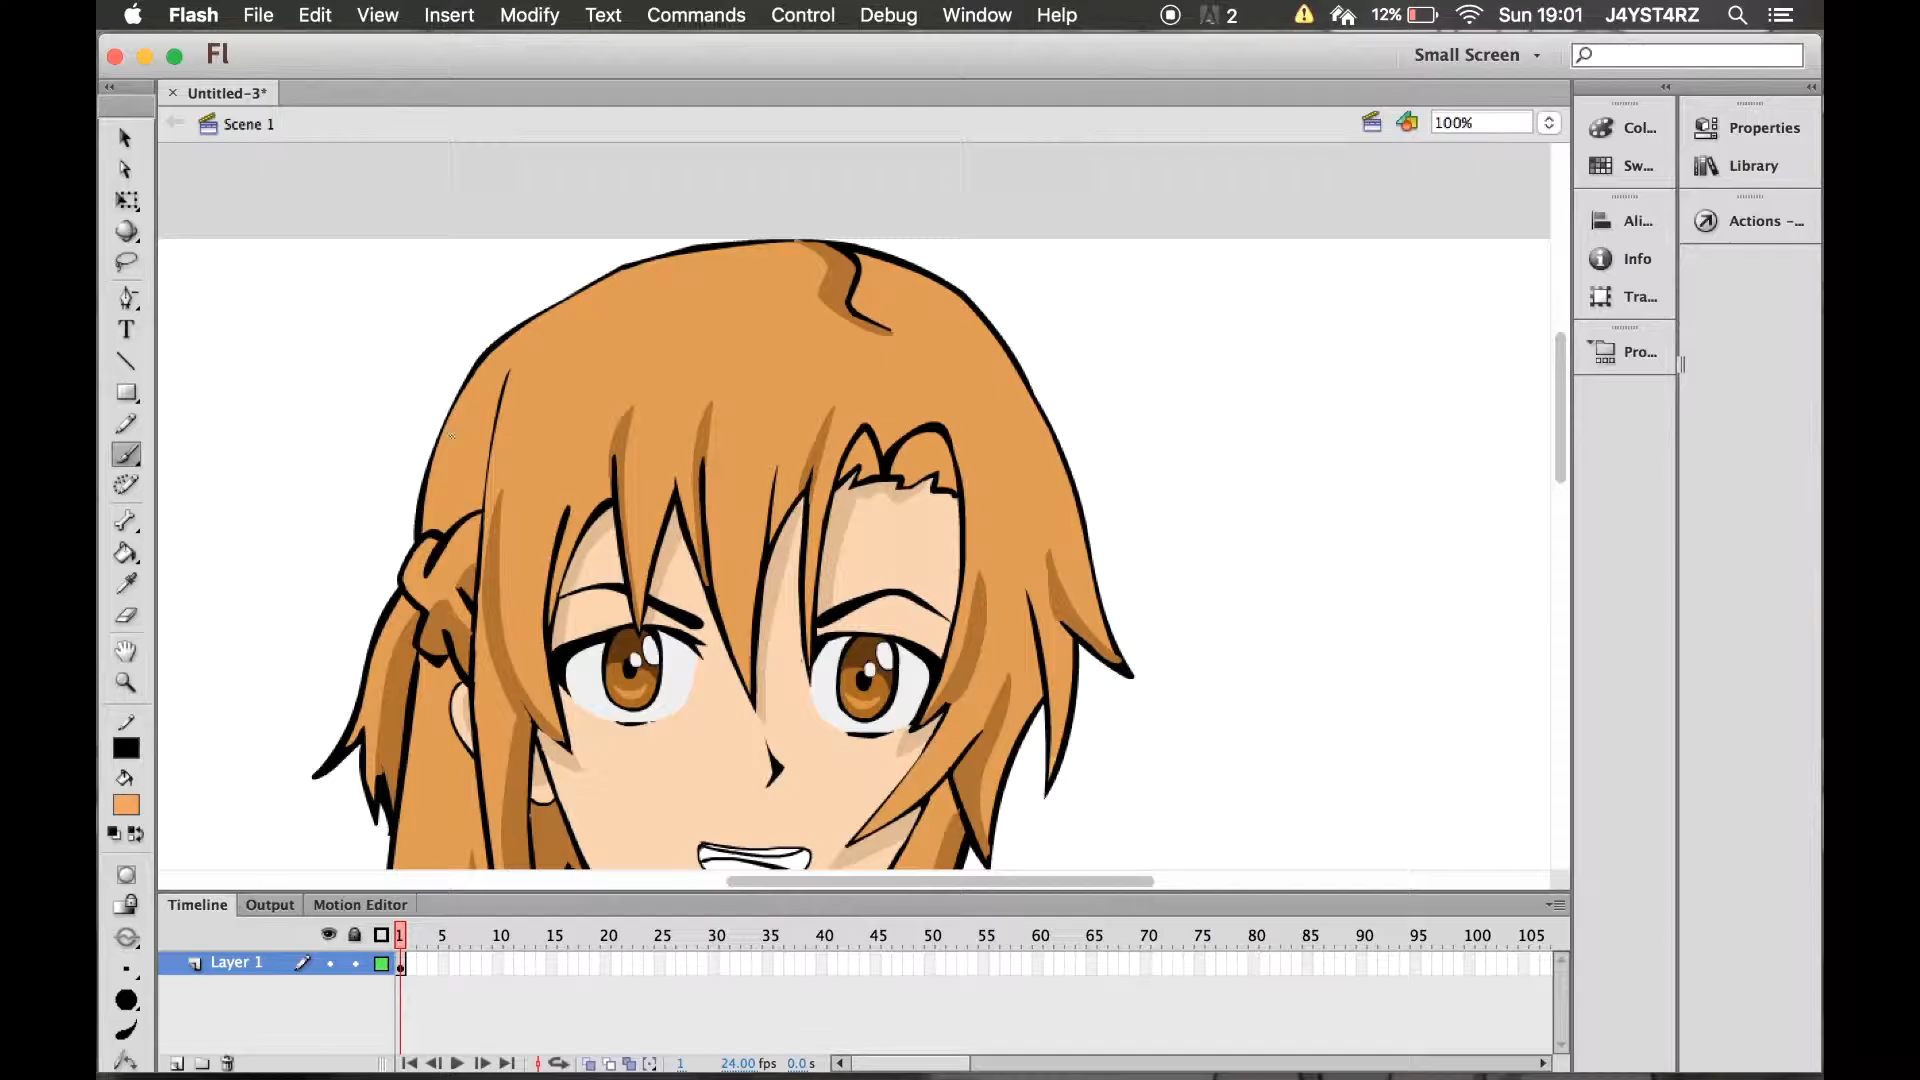 Flash File Edit View Insert Modify Text Commands Control Debug Window Help 2 12% Sun 19:01 J4YST4RZ
Fl Small Screen
Untitled-3*
Scene 1 100%
Col... Properties
Sw... Library
Ali... Actions -...
Info
Tra...
Pro...
T
Timeline Output Motion Editor
1 5 10 15 20 25 30 35 40 45 50 55 60 65 70 75 80 85 90 95 100 105
Layer 1
1 24.00 fps 0.0 s